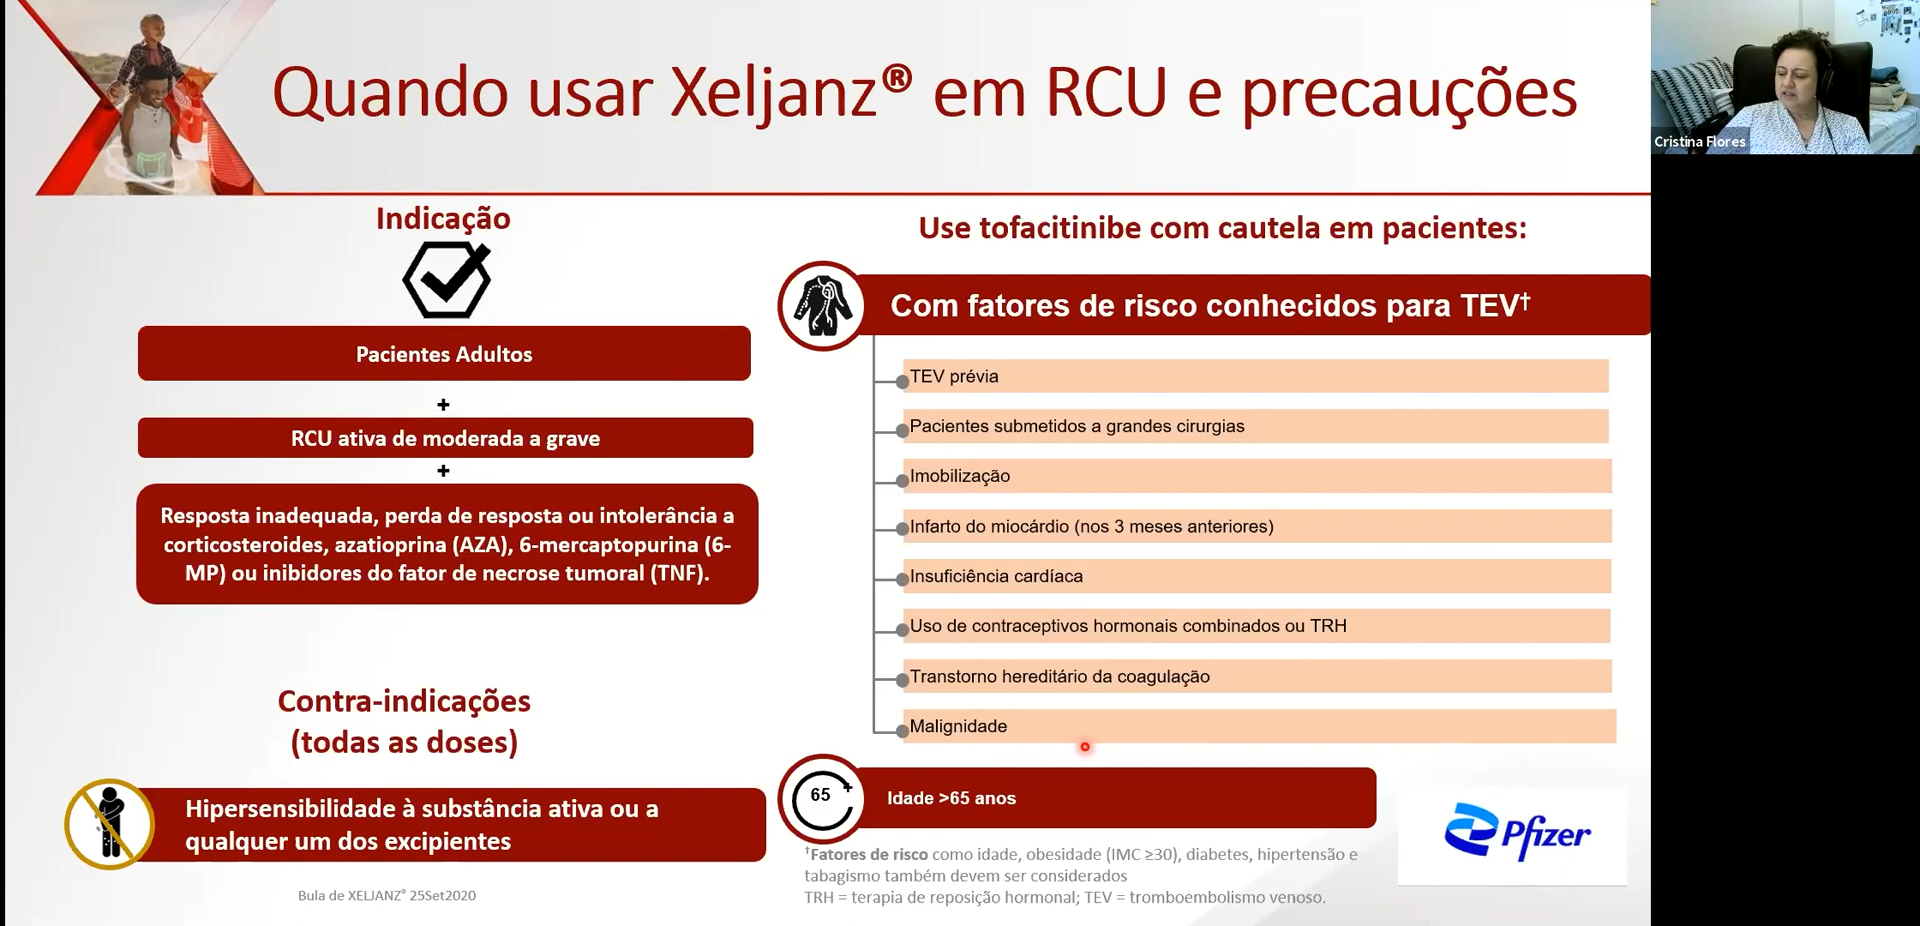 Quando usar Xeljanz® em RCU e precauções
Cristina Flores
Indicação
Pacientes Adultos
+
RCU ativa de moderada a grave
+
Resposta inadequada, perda de resposta ou intolerância a
corticosteroides, azatioprina (AZA), 6-mercaptopurina (6-
MP) ou inibidores do fator de necrose tumoral (TNF).
Contra-indicações
(todas as doses)
Hipersensibilidade à substância ativa ou a
qualquer um dos excipientes
Bula de XELJANZ® 25Set2020
Use tofacitinibe com cautela em pacientes:
Com fatores de risco conhecidos para TEV†
TEV prévia
Pacientes submetidos a grandes cirurgias
Imobilização
Infarto do miocárdio (nos 3 meses anteriores)
Insuficiência cardíaca
Uso de contraceptivos hormonais combinados ou TRH
Transtorno hereditário da coagulação
Malignidade
65 +
Idade >65 anos
†Fatores de risco como idade, obesidade (IMC ≥30), diabetes, hipertensão e
tabagismo também devem ser considerados
TRH = terapia de reposição hormonal; TEV = tromboembolismo venoso.
Pfizer